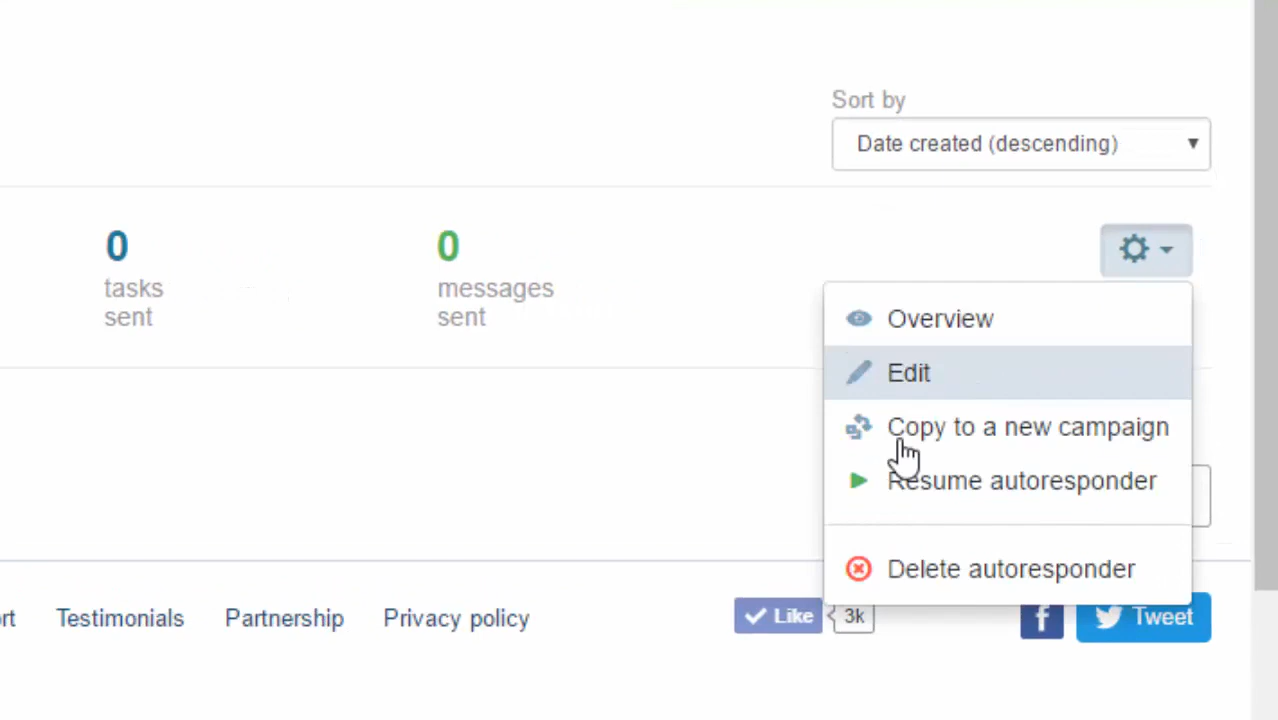 Sort by
Date created (descending)
0
tasks
sent
0
messages
sent
Overview
Edit
Copy to a new campaign
Resume autoresponder
Delete autoresponder
rt
Testimonials
Partnership
Privacy policy
Like
3k
Tweet